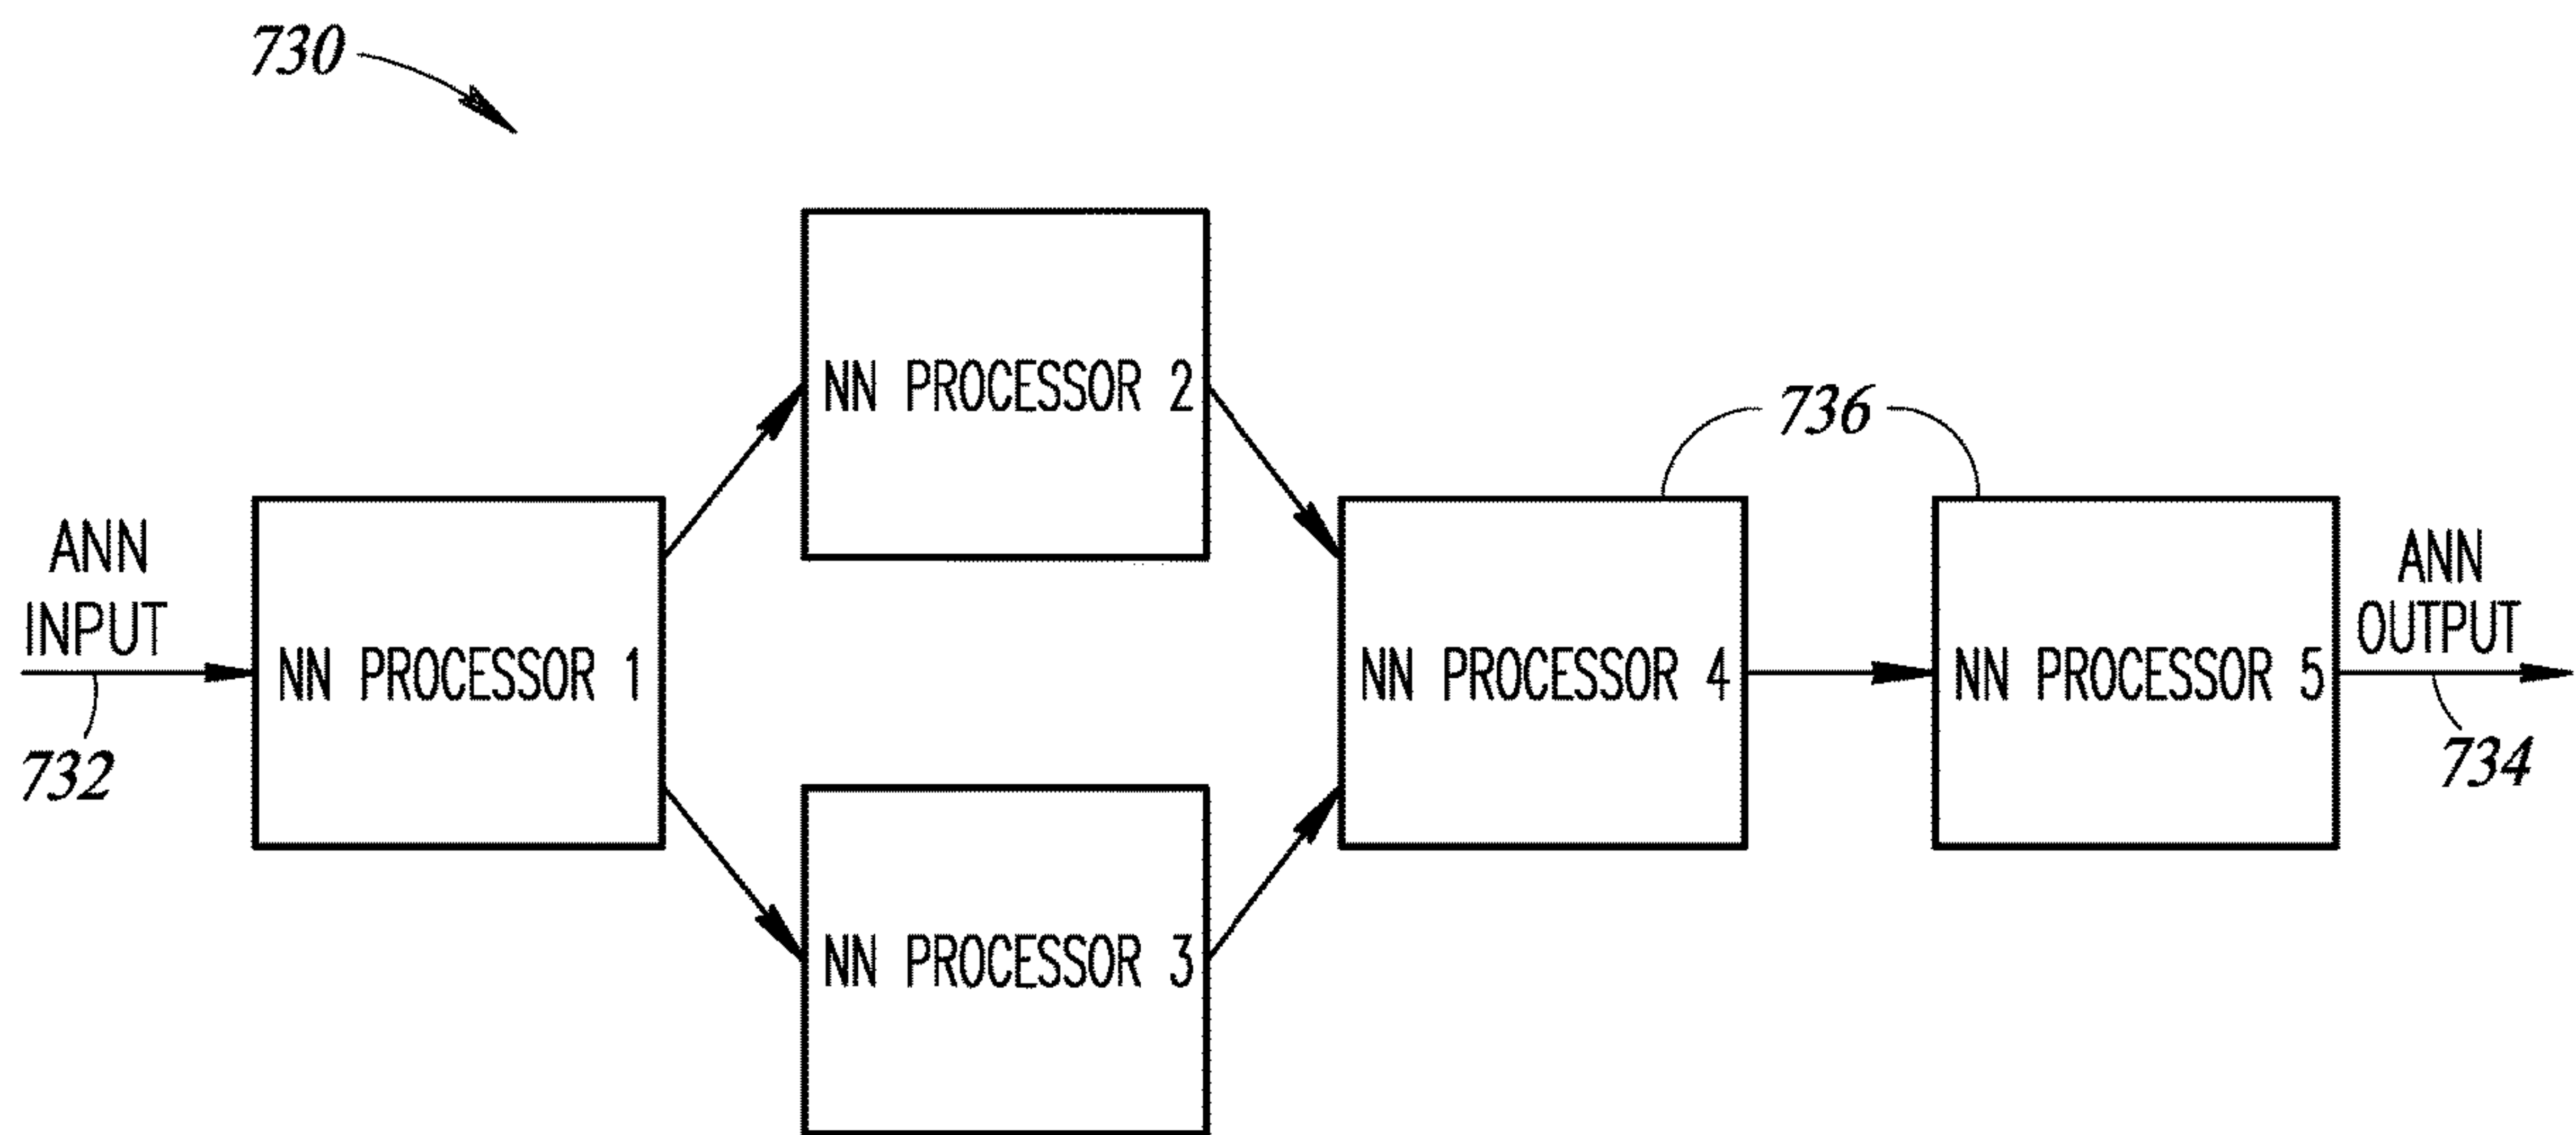 730
NN PROCESSOR 2
736
ANN
INPUT
732
NN PROCESSOR 1
NN PROCESSOR 4
NN PROCESSOR 5
ANN
OUTPUT
734
NN PROCESSOR 3